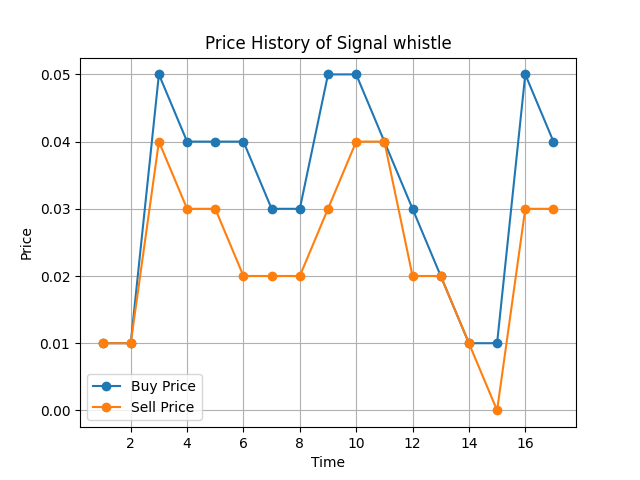 Price History of Signal whistle
Price
0.05
0.04
0.03
0.02
0.01
0.00
Buy Price
Sell Price
2 4 6 8 10 12 14 16
Time